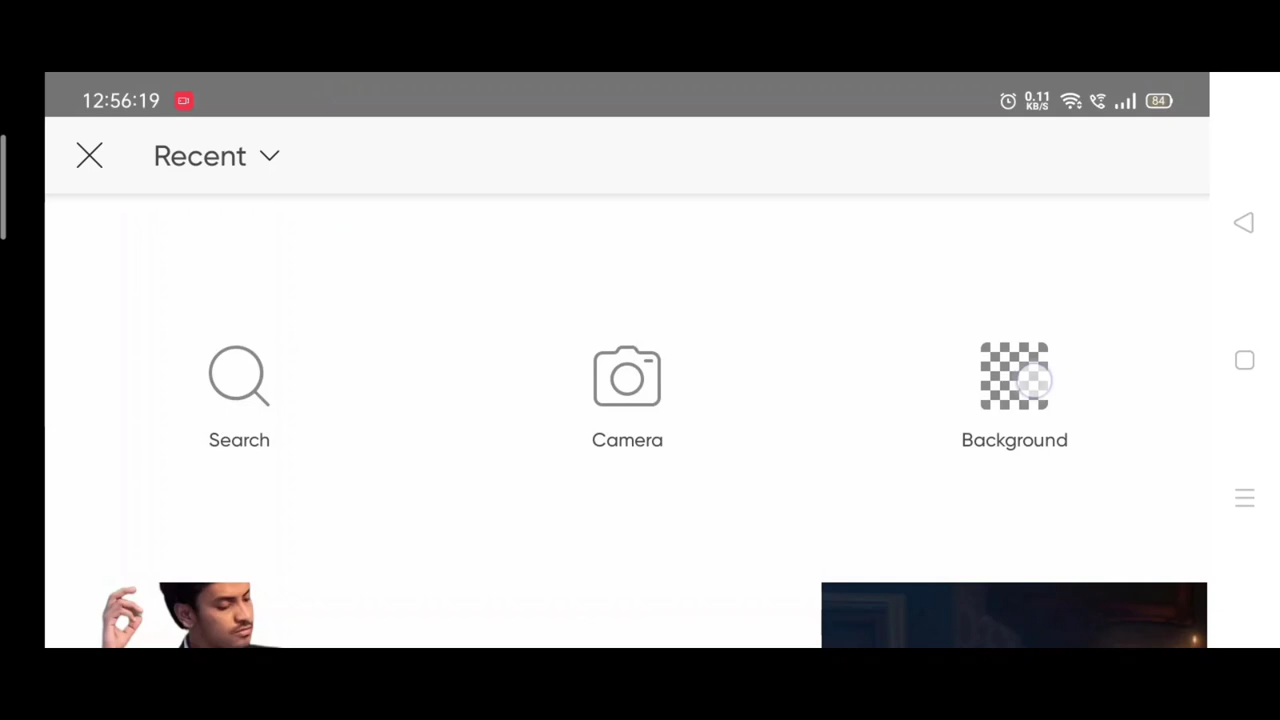 12:56:19
0.11
KB/S
84
Recent
Search
Camera
Background